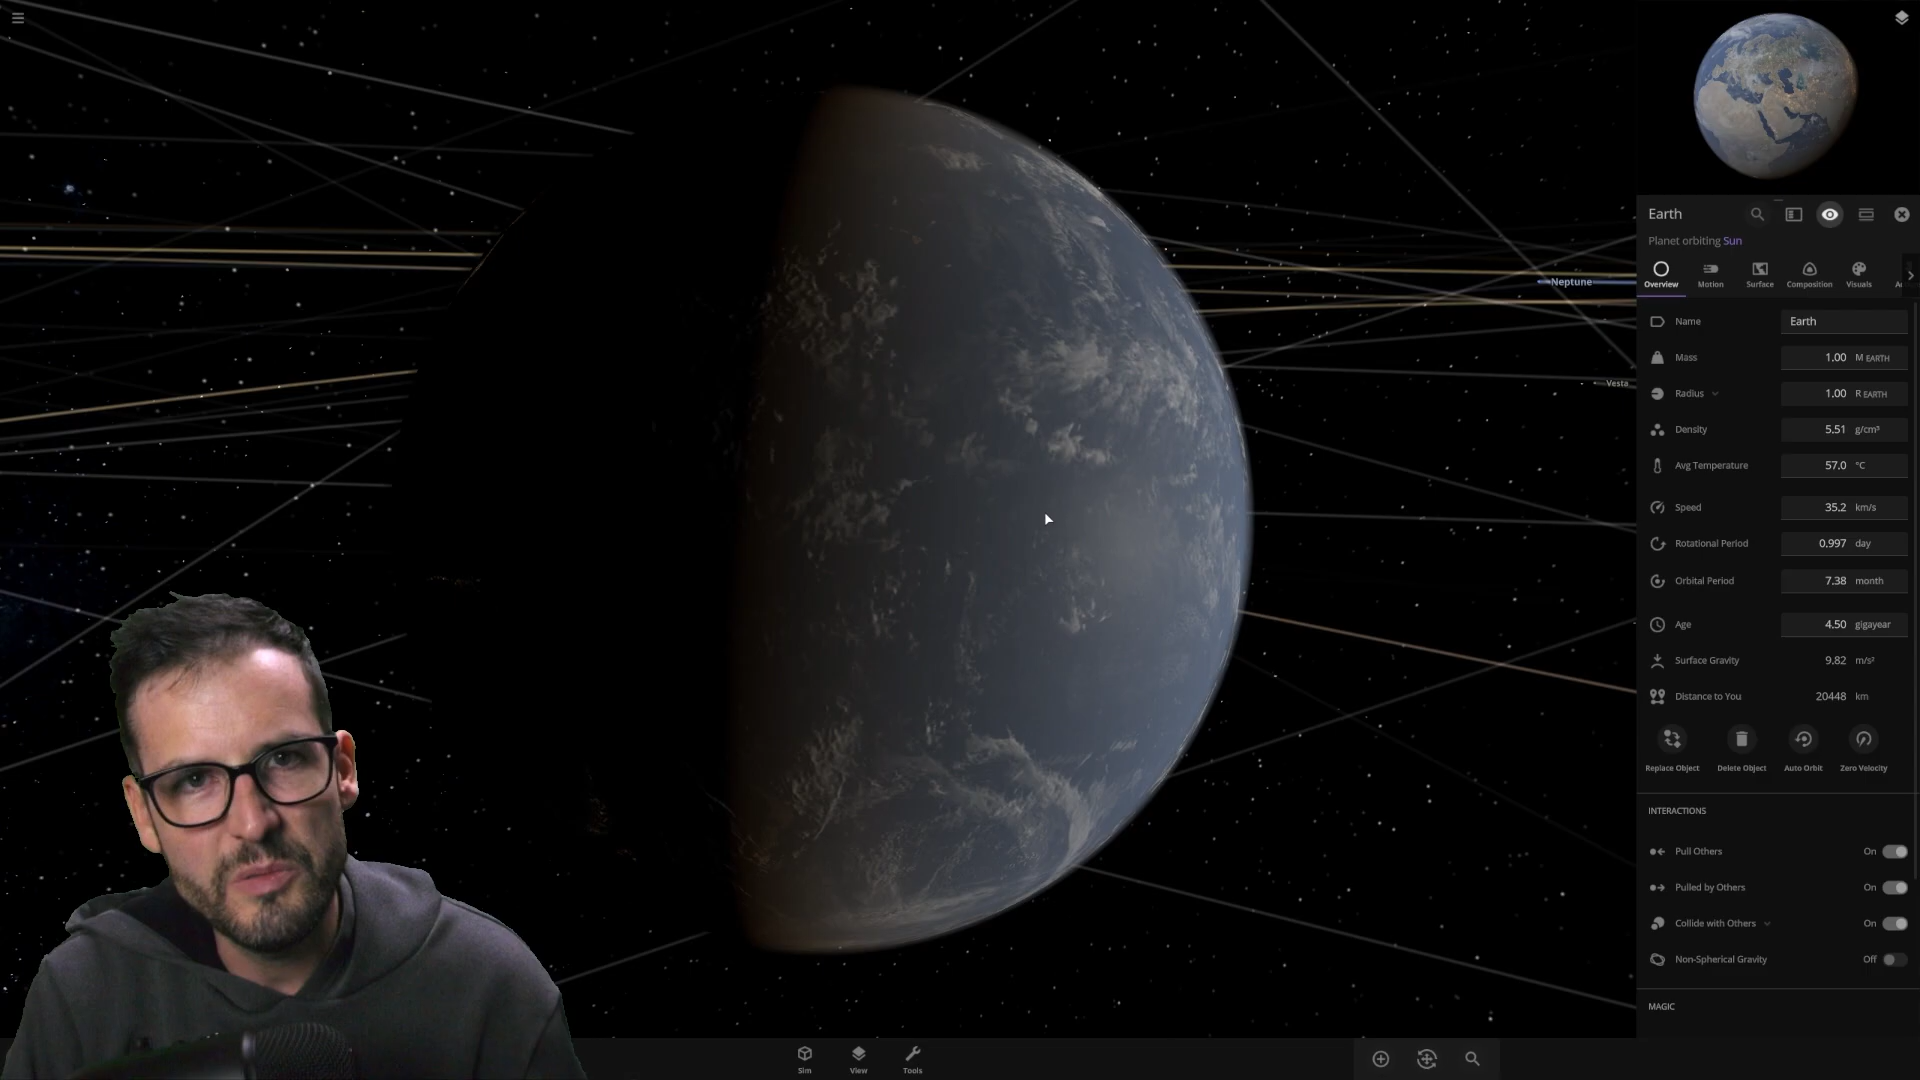 Neptune
Vesta
Earth
Planet orbiting Sun
Overview
Motion
Surface
Composition
Visuals
Name Earth
Mass 1.00 M EARTH
Radius 1.00 R EARTH
Density 5.51 g/cm³
Avg Temperature 57.0 °C
Speed 35.2 km/s
Rotational Period 0.997 day
Orbital Period 7.38 month
Age 4.50 gigayear
Surface Gravity 9.82 m/s²
Distance to You 20448 km
Replace Object
Delete Object
Auto Orbit
Zero Velocity
INTERACTIONS
Pull Others On
Pulled by Others On
Collide with Others On
Non-Spherical Gravity Off
MAGIC
Sim
View
Tools